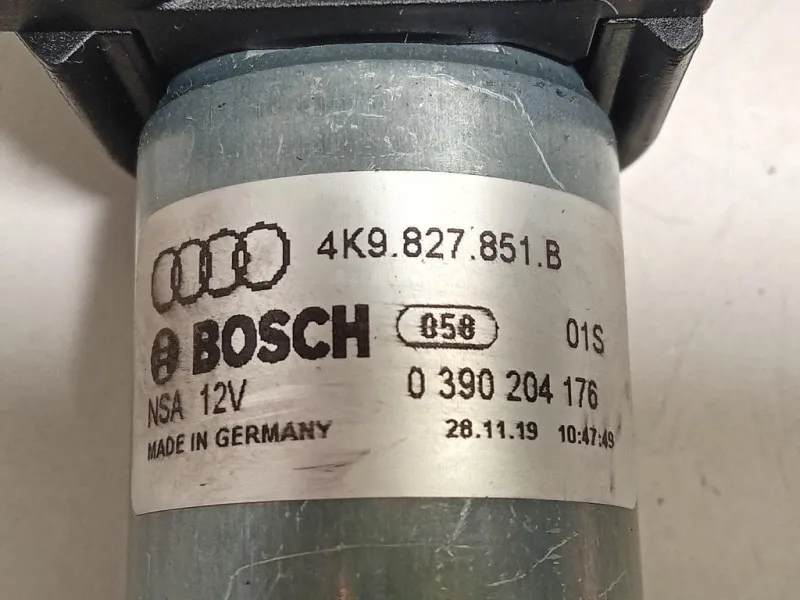 4K9.827.851.B
BOSCH 058 01S
NSA 12V 0 390 204 176
MADE IN GERMANY 28.11.19 10:47:49